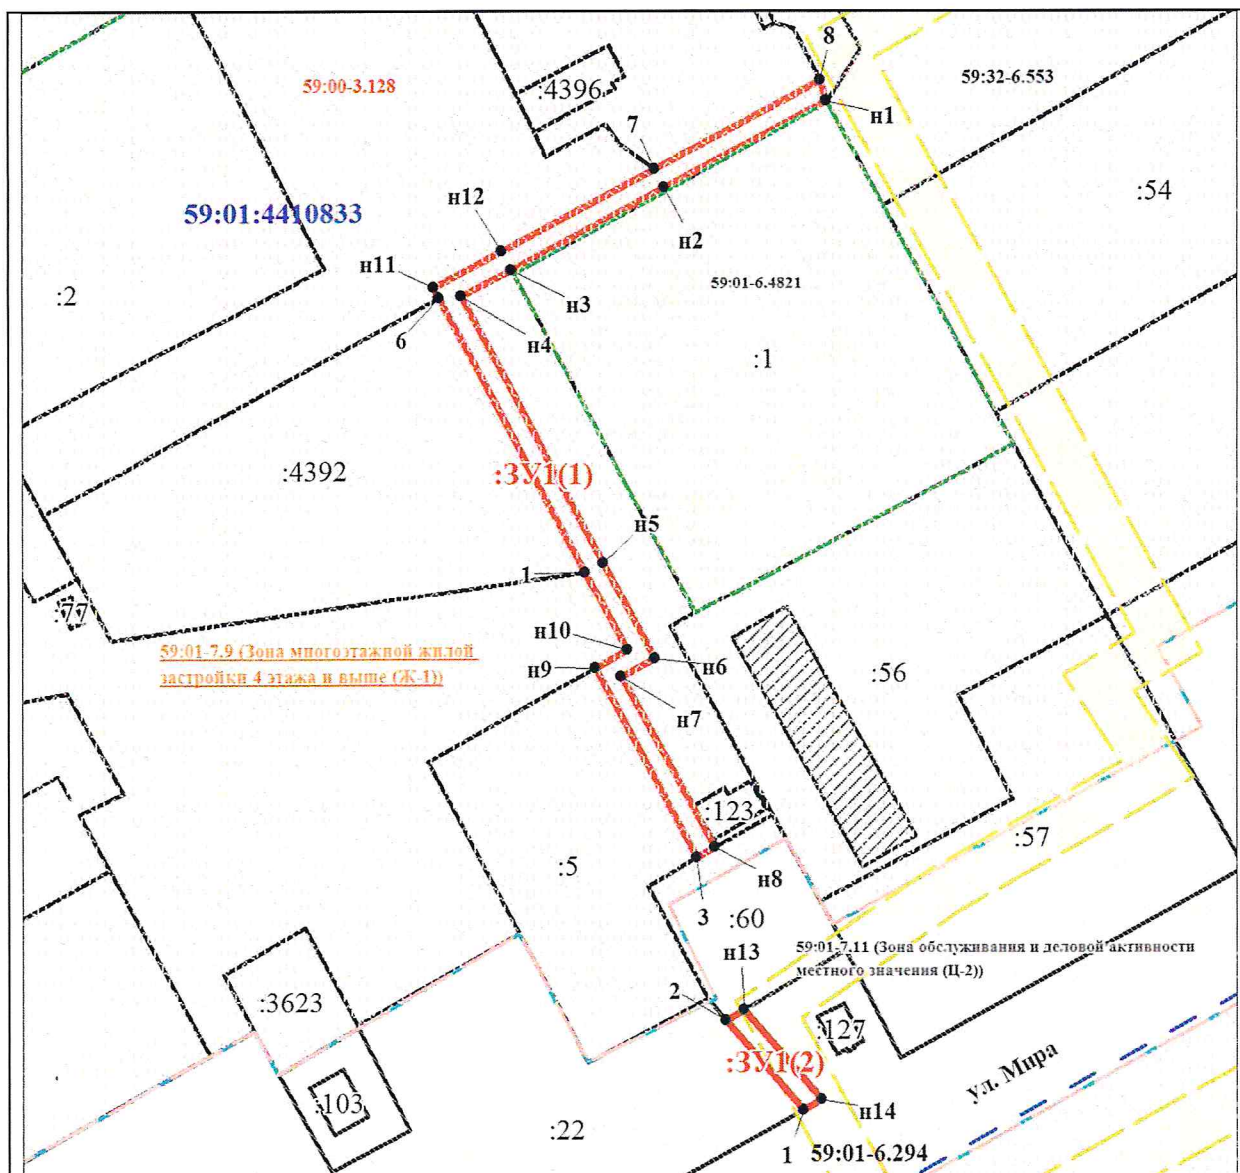 8
59:32-6.553
59:00-3.128
:4396
н1
7
:54
н12
59:01:4410833
н2
н11
н3
59:01-6.4821
:2
6
н4
:1
:4392
:ЗУ1(1)
н5
1
:77
н10
59:01-7.9 (Зона многоэтажной жилой
застройки 4 этажа и выше (Ж-1))
н9
н6
:56
н7
:123
:57
:5
н8
3
:60
59:01-7.11 (Зона обслуживания и деловой активности
местного значения (Ц-2))
н13
:3623
2
:127
:ЗУ1(2)
ул. Мира
:103
н14
:22
1
59:01-6.294